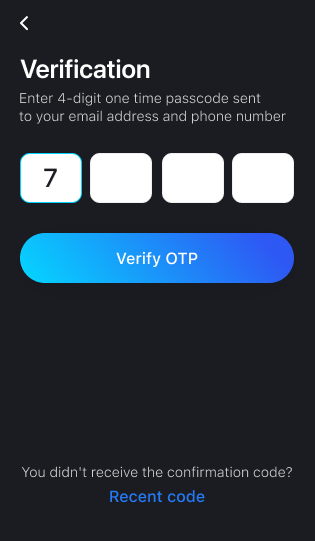 Verification
Enter 4-digit one time passcode sent
to your email address and phone number
7
Verify OTP
You didn't receive the confirmation code?
Recent code